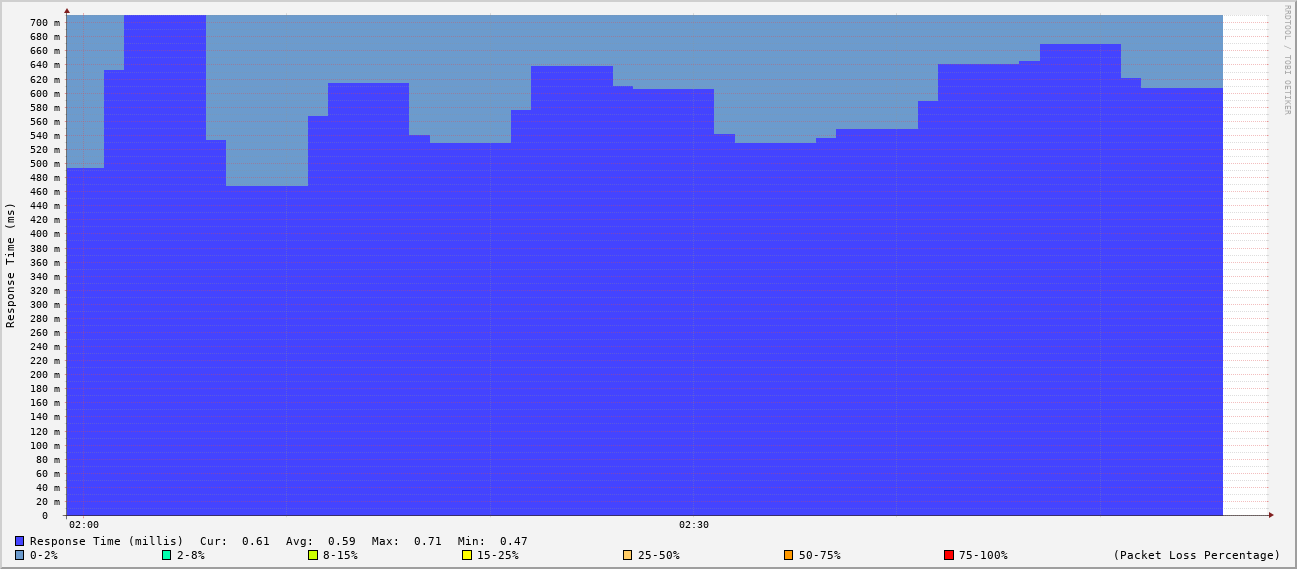 RRDTOOL / TOBI OETIKER
Response Time (ms)
700 m
680 m
660 m
640 m
620 m
600 m
580 m
560 m
540 m
520 m
500 m
480 m
460 m
440 m
420 m
400 m
380 m
360 m
340 m
320 m
300 m
280 m
260 m
240 m
220 m
200 m
180 m
160 m
140 m
120 m
100 m
80 m
60 m
40 m
20 m
0
02:00 02:30
Response Time (millis) Cur: 0.61 Avg: 0.59 Max: 0.71 Min: 0.47
0-2% 2-8% 8-15% 15-25% 25-50% 50-75% 75-100% (Packet Loss Percentage)